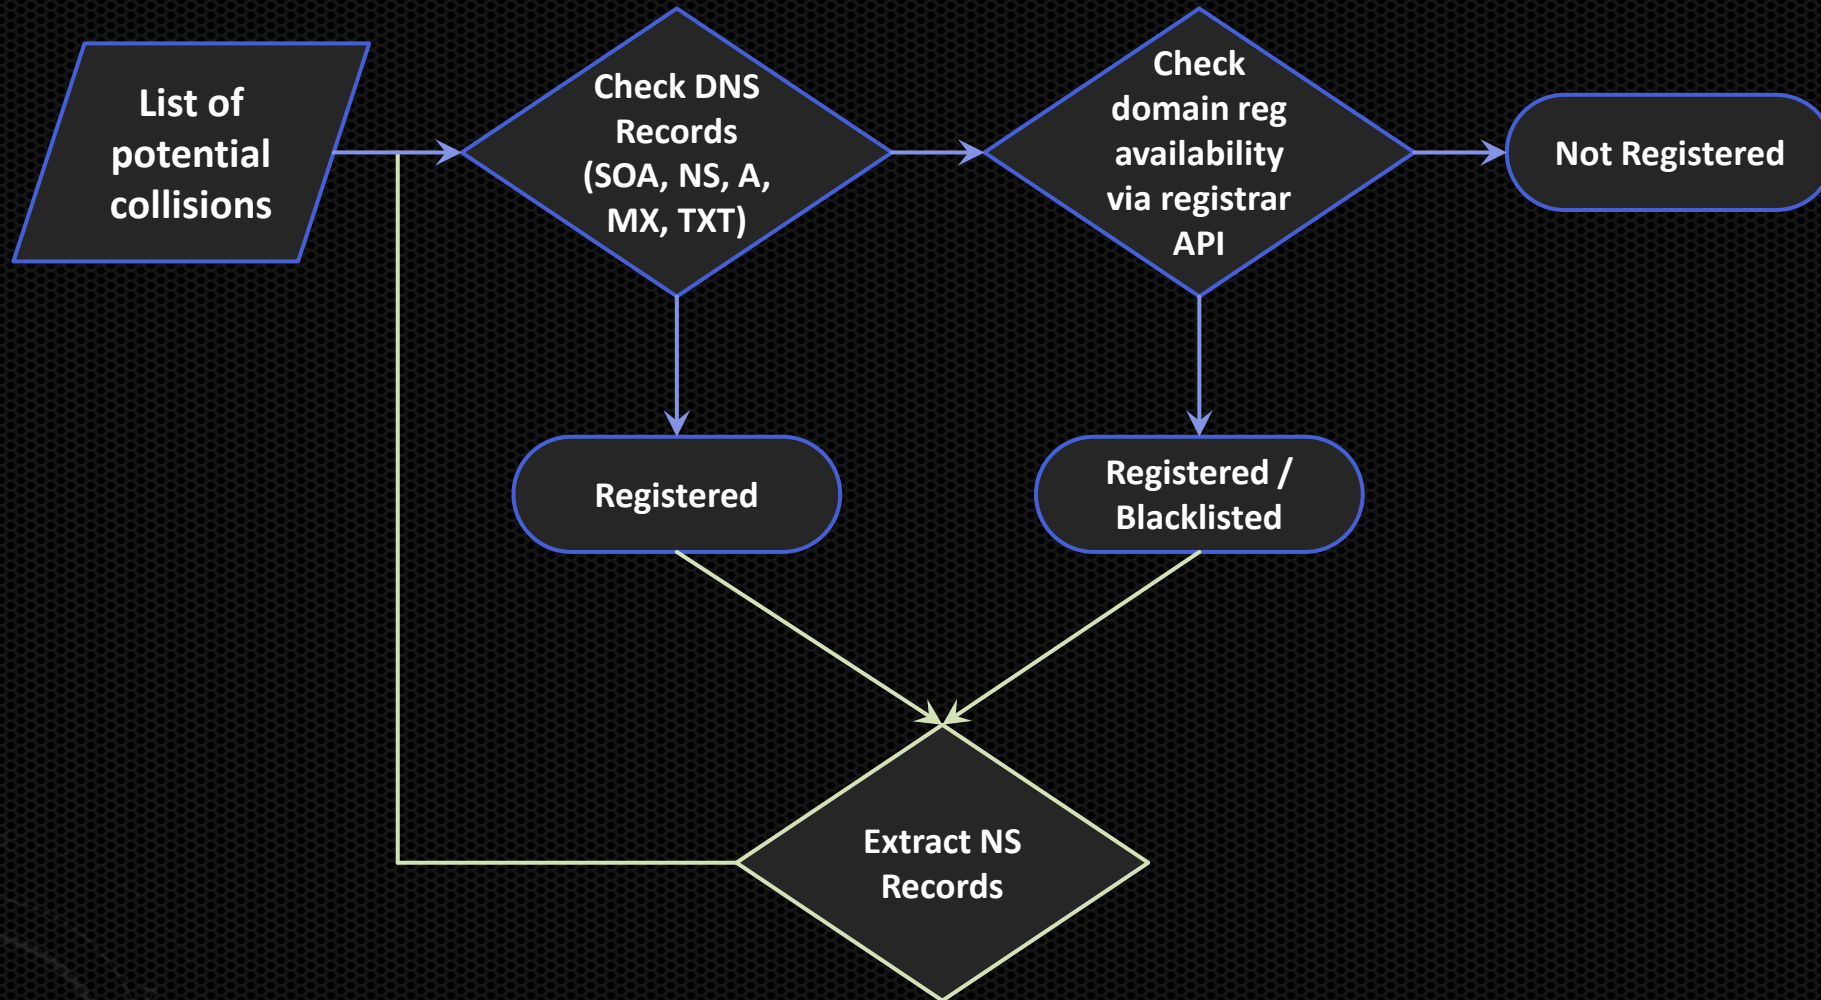 List of
potential
collisions
Check DNS
Records
(SOA, NS, A,
MX, TXT)
Check
domain reg
availability
via registrar
API
Not Registered
Registered
Registered /
Blacklisted
Extract NS
Records